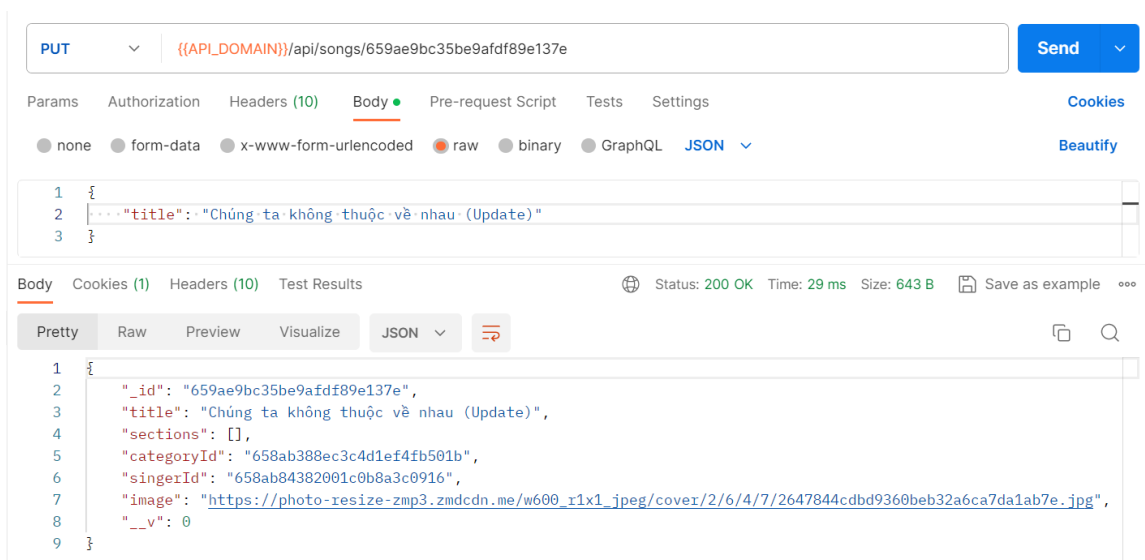 PUT {{API_DOMAIN}}/api/songs/659ae9bc35be9afdf89e137e Send
Params Authorization Headers (10) Body Pre-request Script Tests Settings Cookies
none form-data x-www-form-urlencoded raw binary GraphQL JSON Beautify
1 {
2 ····"title":·"Chúng·ta·không·thuộc·về·nhau·(Update)"
3 }
Body Cookies (1) Headers (10) Test Results Status: 200 OK Time: 29 ms Size: 643 B Save as example
Pretty Raw Preview Visualize JSON
1 {
2 "_id": "659ae9bc35be9afdf89e137e",
3 "title": "Chúng ta không thuộc về nhau (Update)",
4 "sections": [],
5 "categoryId": "658ab388ec3c4d1ef4fb501b",
6 "singerId": "658ab84382001c0b8a3c0916",
7 "image": "https://photo-resize-zmp3.zmdcdn.me/w600_r1x1_jpeg/cover/2/6/4/7/2647844cdbd9360beb32a6ca7da1ab7e.jpg",
8 "__v": 0
9 }